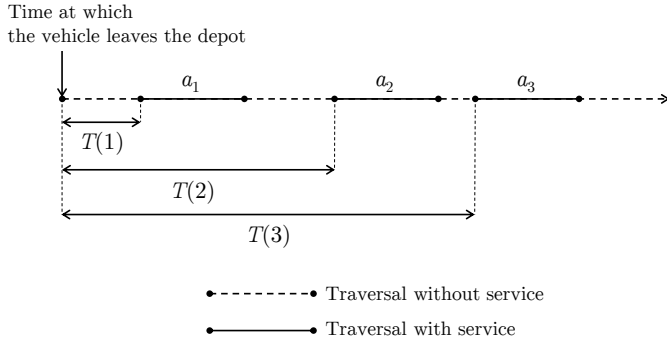 Time at which
the vehicle leaves the depot
a₁ a₂ a₃
T(1)
T(2)
T(3)
Traversal without service
Traversal with service